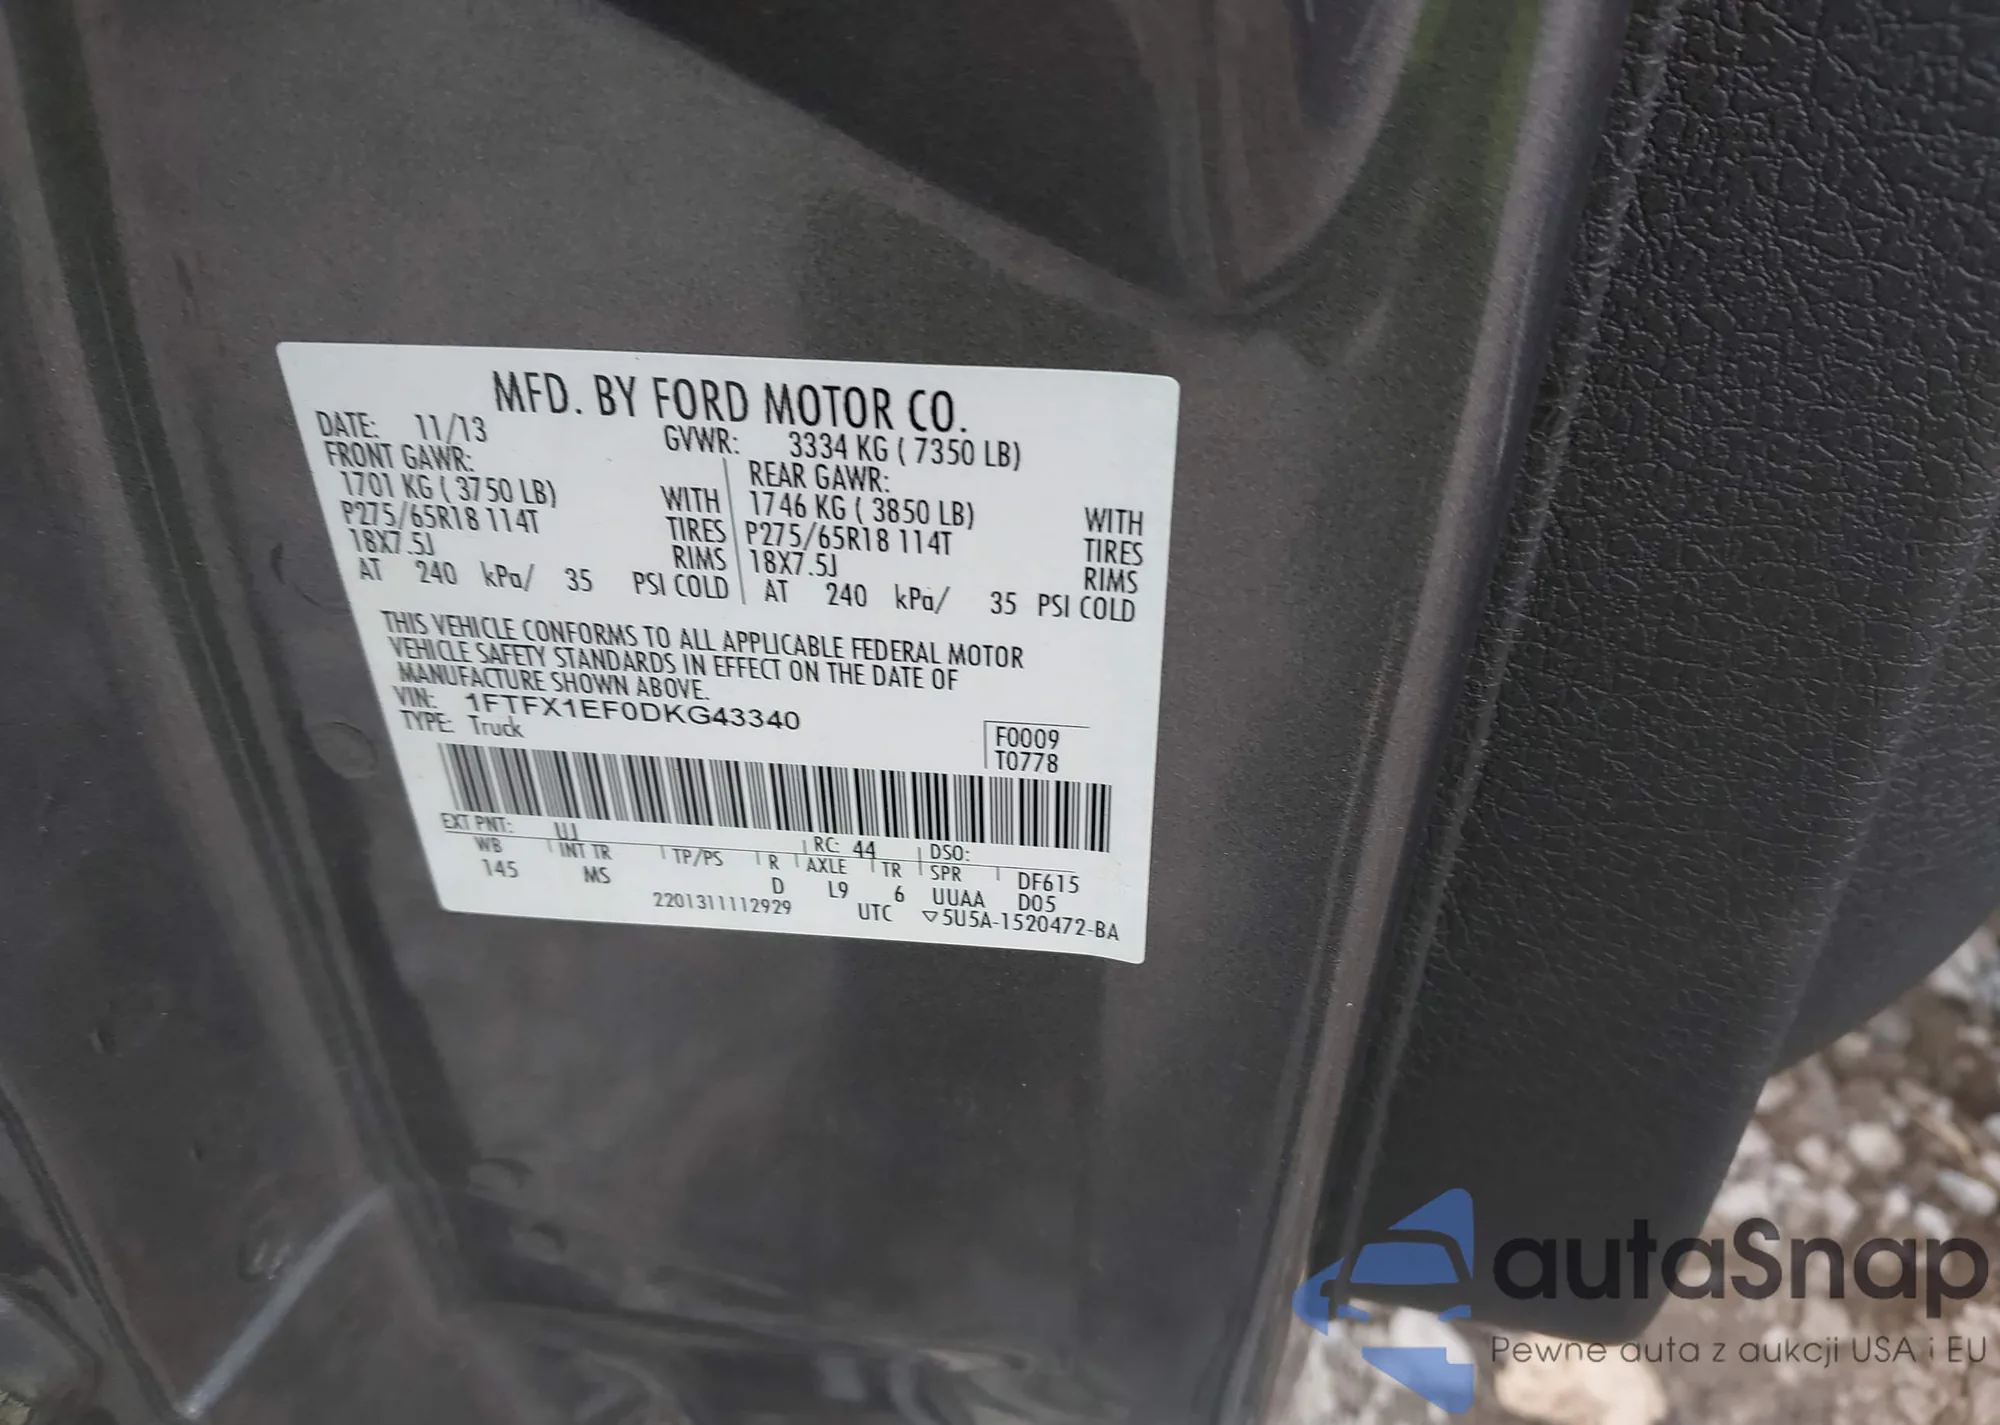 MFD. BY FORD MOTOR CO.
DATE: 11/13 GVWR: 3334 KG ( 7350 LB)
FRONT GAWR: REAR GAWR:
1701 KG ( 3750 LB) WITH 1746 KG ( 3850 LB) WITH
P275/65R18 114T TIRES P275/65R18 114T TIRES
18X7.5J RIMS 18X7.5J RIMS
AT 240 kPa/ 35 PSI COLD AT 240 kPa/ 35 PSI COLD
THIS VEHICLE CONFORMS TO ALL APPLICABLE FEDERAL MOTOR
VEHICLE SAFETY STANDARDS IN EFFECT ON THE DATE OF
MANUFACTURE SHOWN ABOVE.
VIN: 1FTFX1EF0DKG43340
TYPE: Truck
F0009
T0778
EXT PNT: UJ RC: 44 DSO:
WB INT TR TP/PS R AXLE TR SPR DF615
145 MS D L9 6 UUAA D05
2201311112929 UTC ▽5U5A-1520472-BA
autaSnap
Pewne auta z aukcji USA i EU